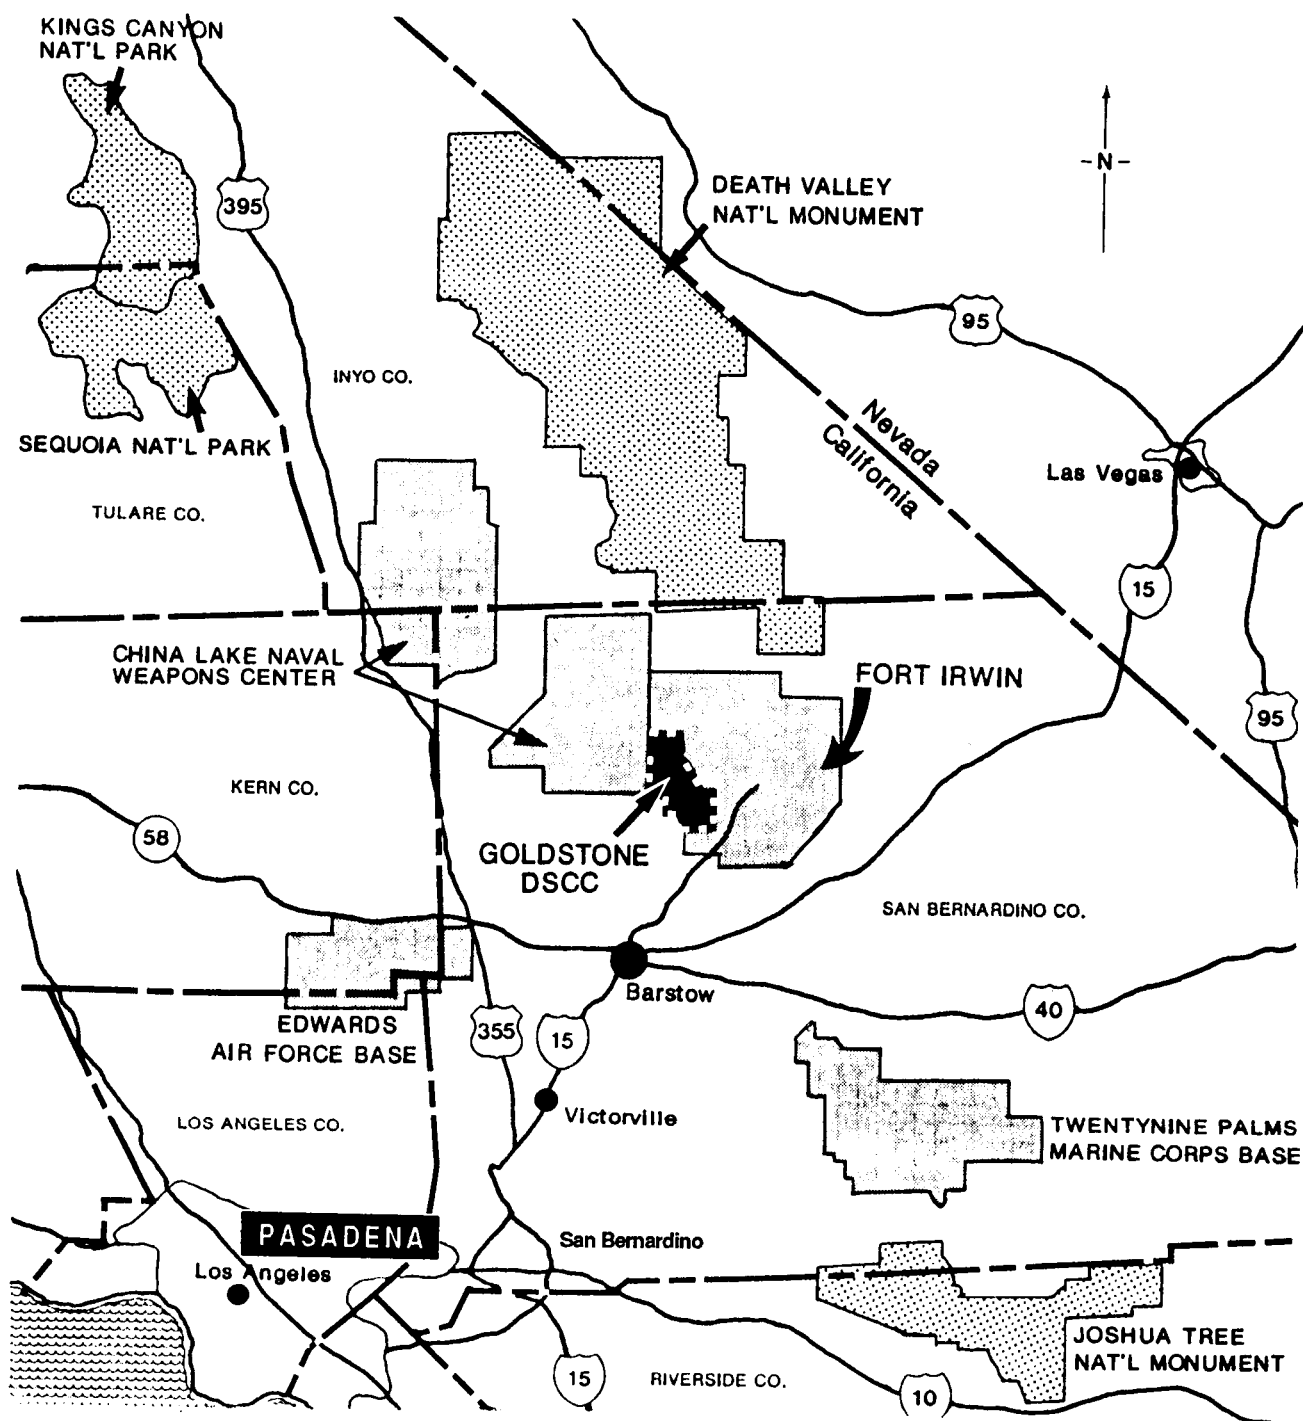 KINGS CANYON
NAT'L PARK
-N-
395
DEATH VALLEY
NAT'L MONUMENT
95
INYO CO.
Nevada
California
SEQUOIA NAT'L PARK
Las Vegas
TULARE CO.
15
CHINA LAKE NAVAL
WEAPONS CENTER
FORT IRWIN
95
KERN CO.
58
GOLDSTONE
DSCC
SAN BERNARDINO CO.
Barstow
40
EDWARDS
AIR FORCE BASE
355
15
LOS ANGELES CO.
Victorville
TWENTYNINE PALMS
MARINE CORPS BASE
PASADENA
San Bernardino
Los Angeles
JOSHUA TREE
NAT'L MONUMENT
15
RIVERSIDE CO.
10